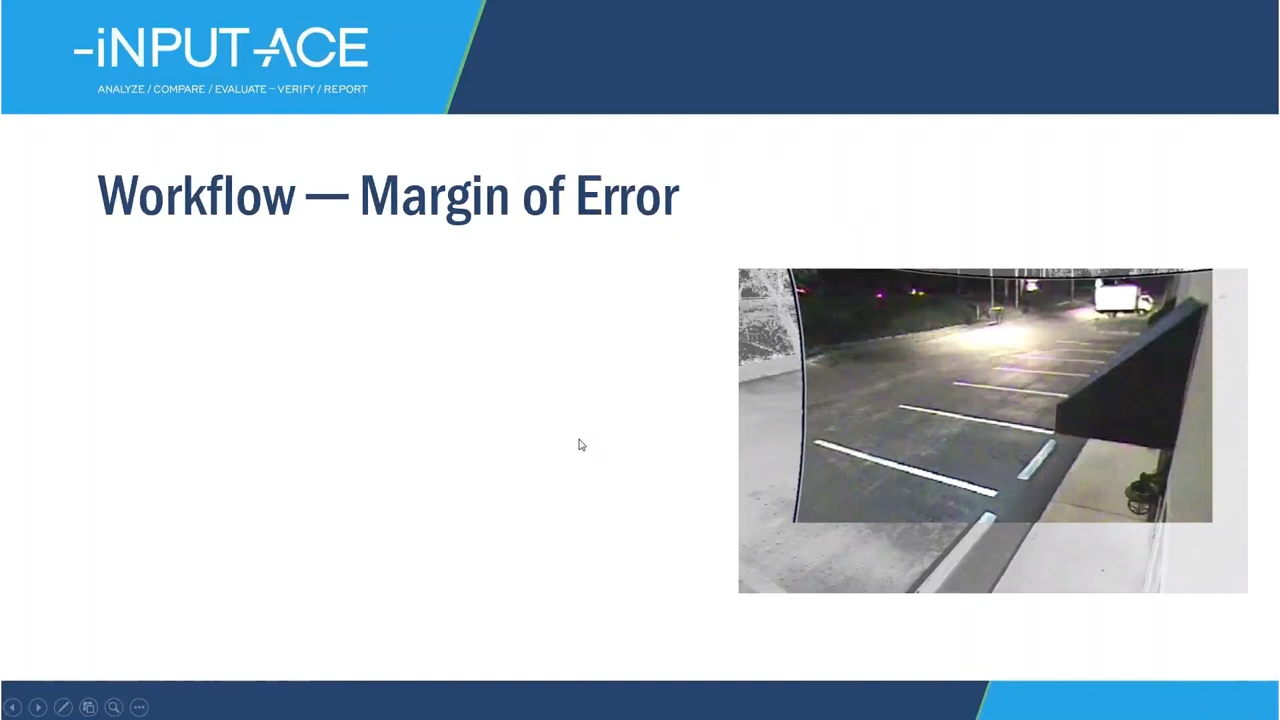 -iNPUT-ACE
ANALYZE / COMPARE / EVALUATE – VERIFY / REPORT
Workflow — Margin of Error